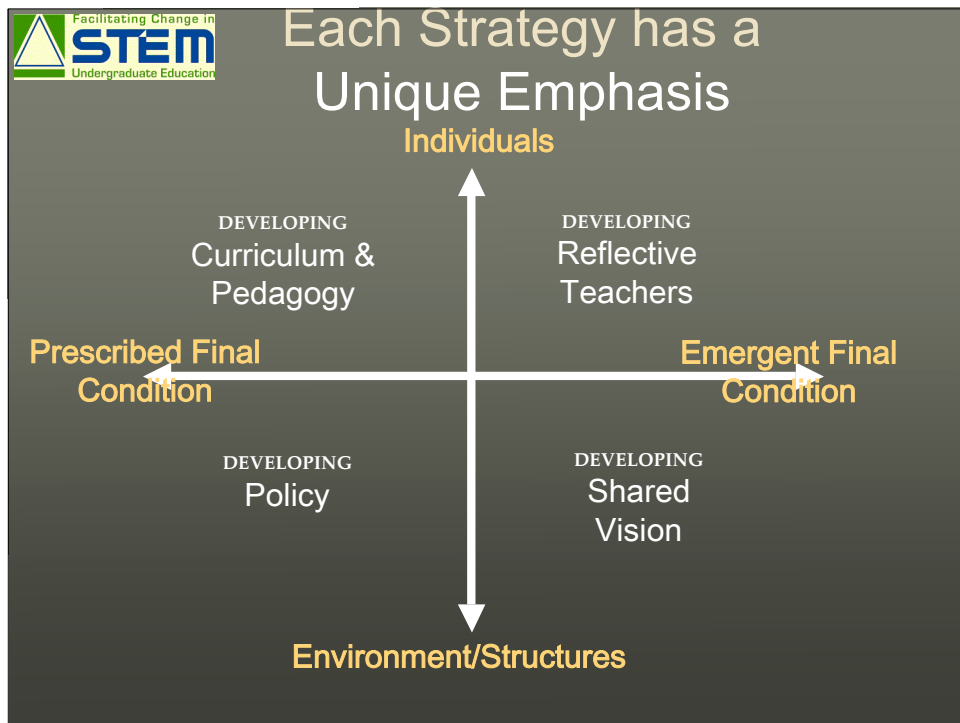 Facilitating Change in
STEM
Undergraduate Education
Each Strategy has a
Unique Emphasis
Individuals
DEVELOPING
Curriculum &
Pedagogy
DEVELOPING
Reflective
Teachers
Prescribed Final
Condition
Emergent Final
Condition
DEVELOPING
Policy
DEVELOPING
Shared
Vision
Environment/Structures